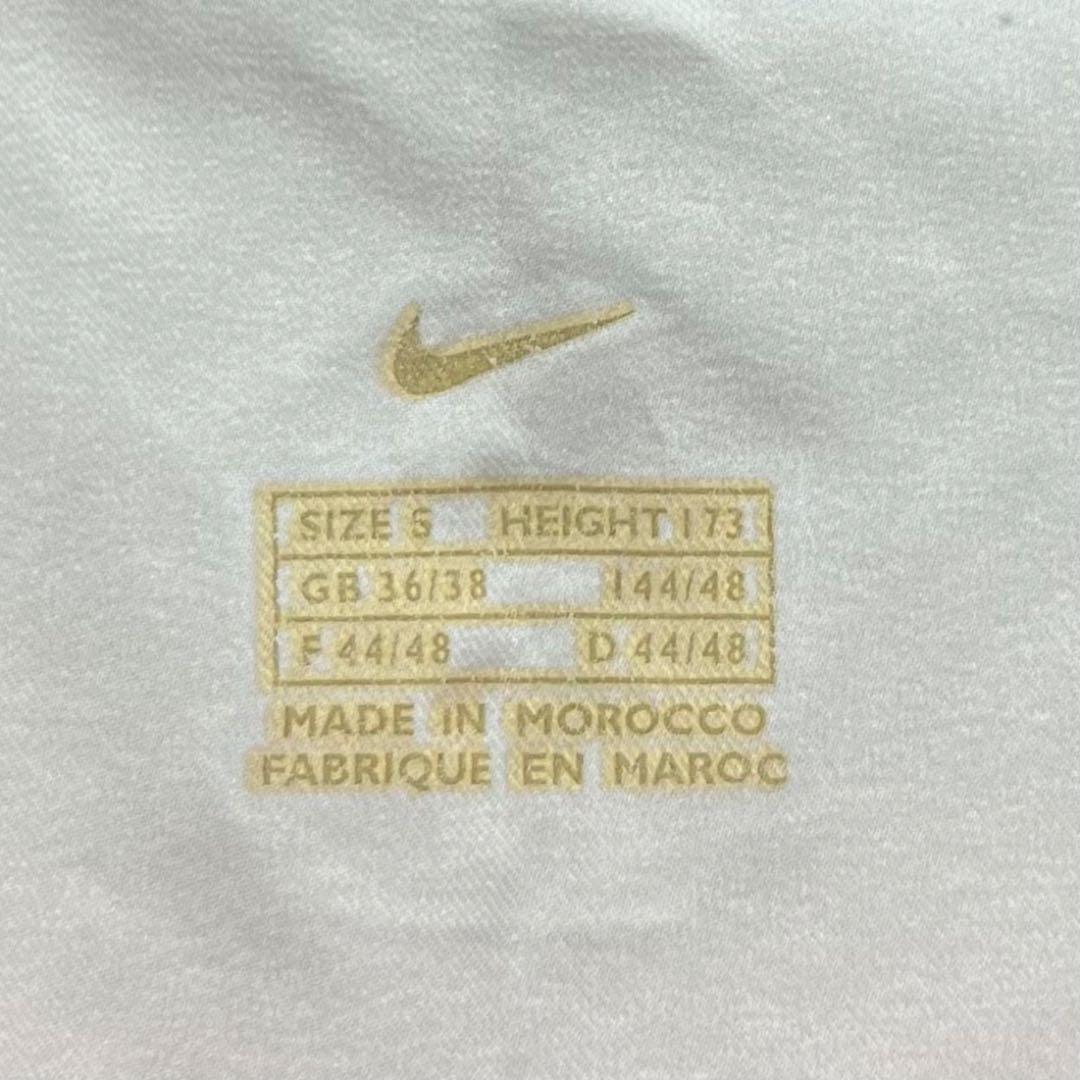 SIZE S HEIGHT 173
GB 36/38 I 44/48
F 44/48 D 44/48
MADE IN MOROCCO
FABRIQUE EN MAROC